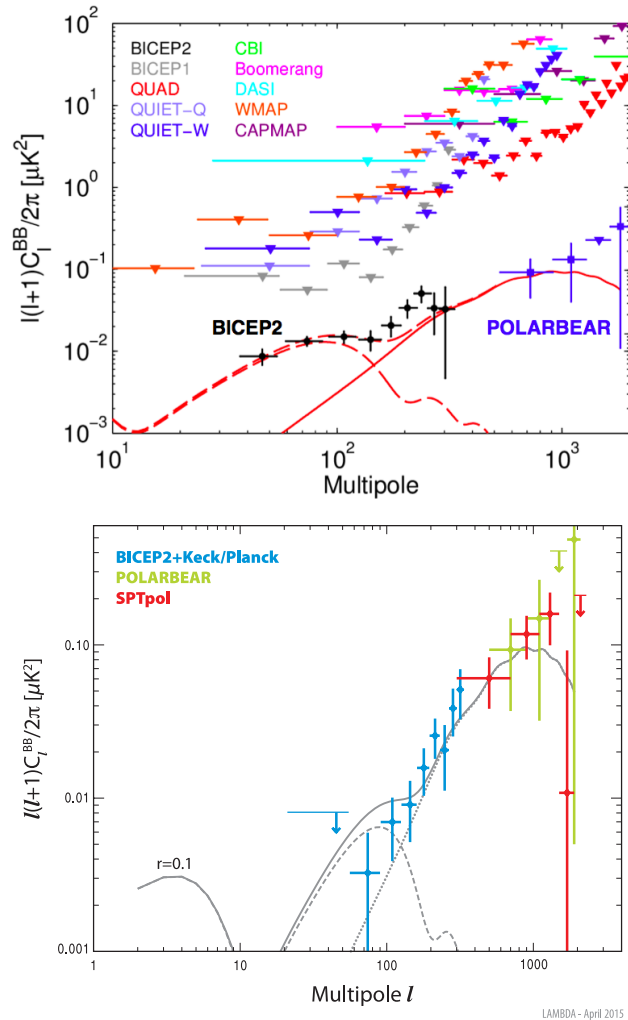 l(l+1)C_l^BB/2π [μK²]
10²
10¹
10⁰
10⁻¹
10⁻²
10⁻³
BICEP2 CBI
BICEP1 Boomerang
QUAD DASI
QUIET−Q WMAP
QUIET−W CAPMAP
BICEP2
POLARBEAR
10¹ 10² 10³
Multipole
l(l+1)C_l^BB/2π [μK²]
BICEP2+Keck/Planck
POLARBEAR
SPTpol
0.10
0.01
r=0.1
0.001
1 10 100 1000
Multipole l
LAMBDA – April 2015